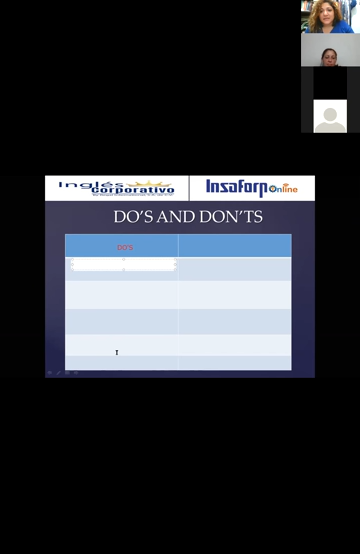 Inglés
corporativo
Insaforp Online
DO'S AND DON'TS
DO'S